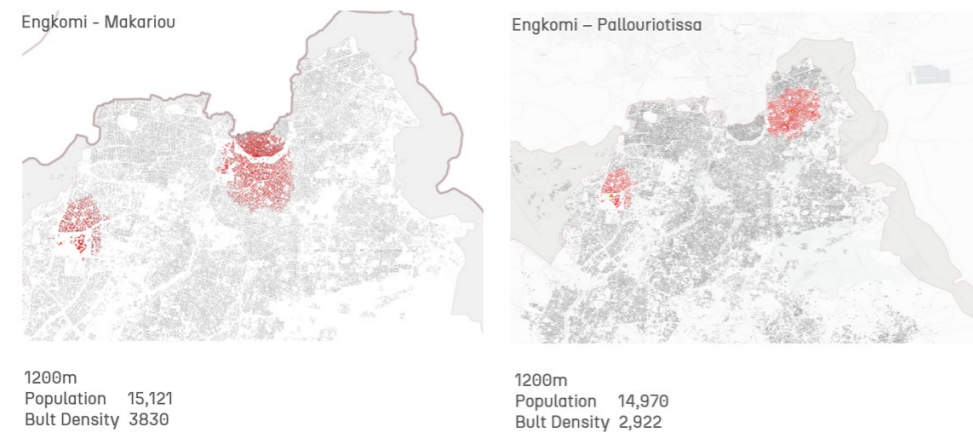 Engkomi - Makariou
1200m
Population 15,121
Bult Density 3830
Engkomi – Pallouriotissa
1200m
Population 14,970
Bult Density 2,922